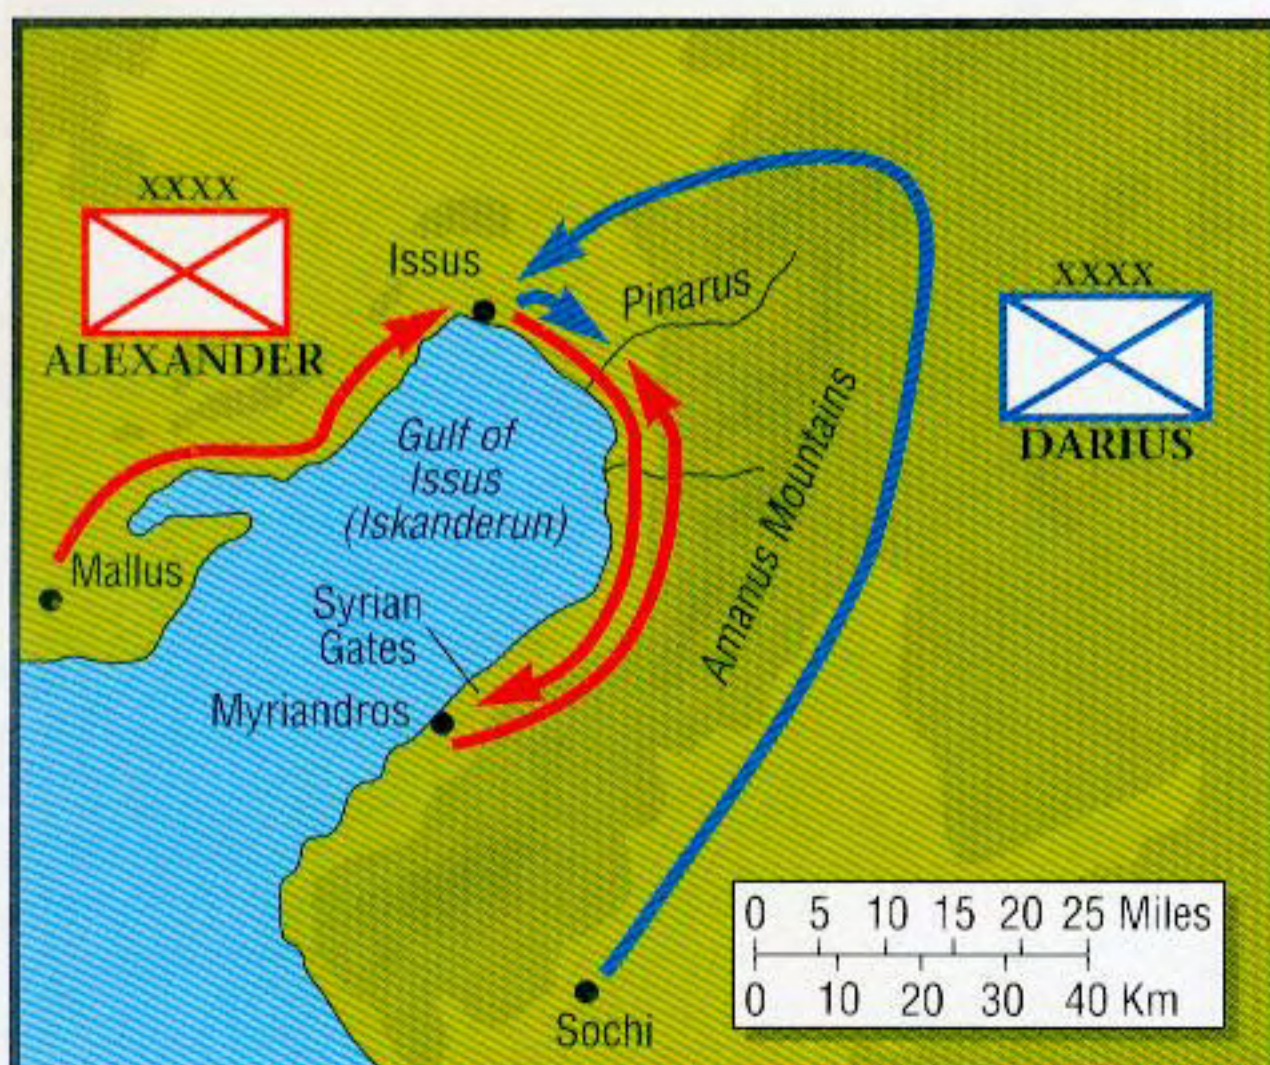 XXXX
ALEXANDER
Issus
Pinarus
XXXX
DARIUS
Gulf of
Issus
(Iskanderun)
Amanus Mountains
Mallus
Syrian
Gates
Myriandros
Sochi
0 5 10 15 20 25 Miles
0 10 20 30 40 Km